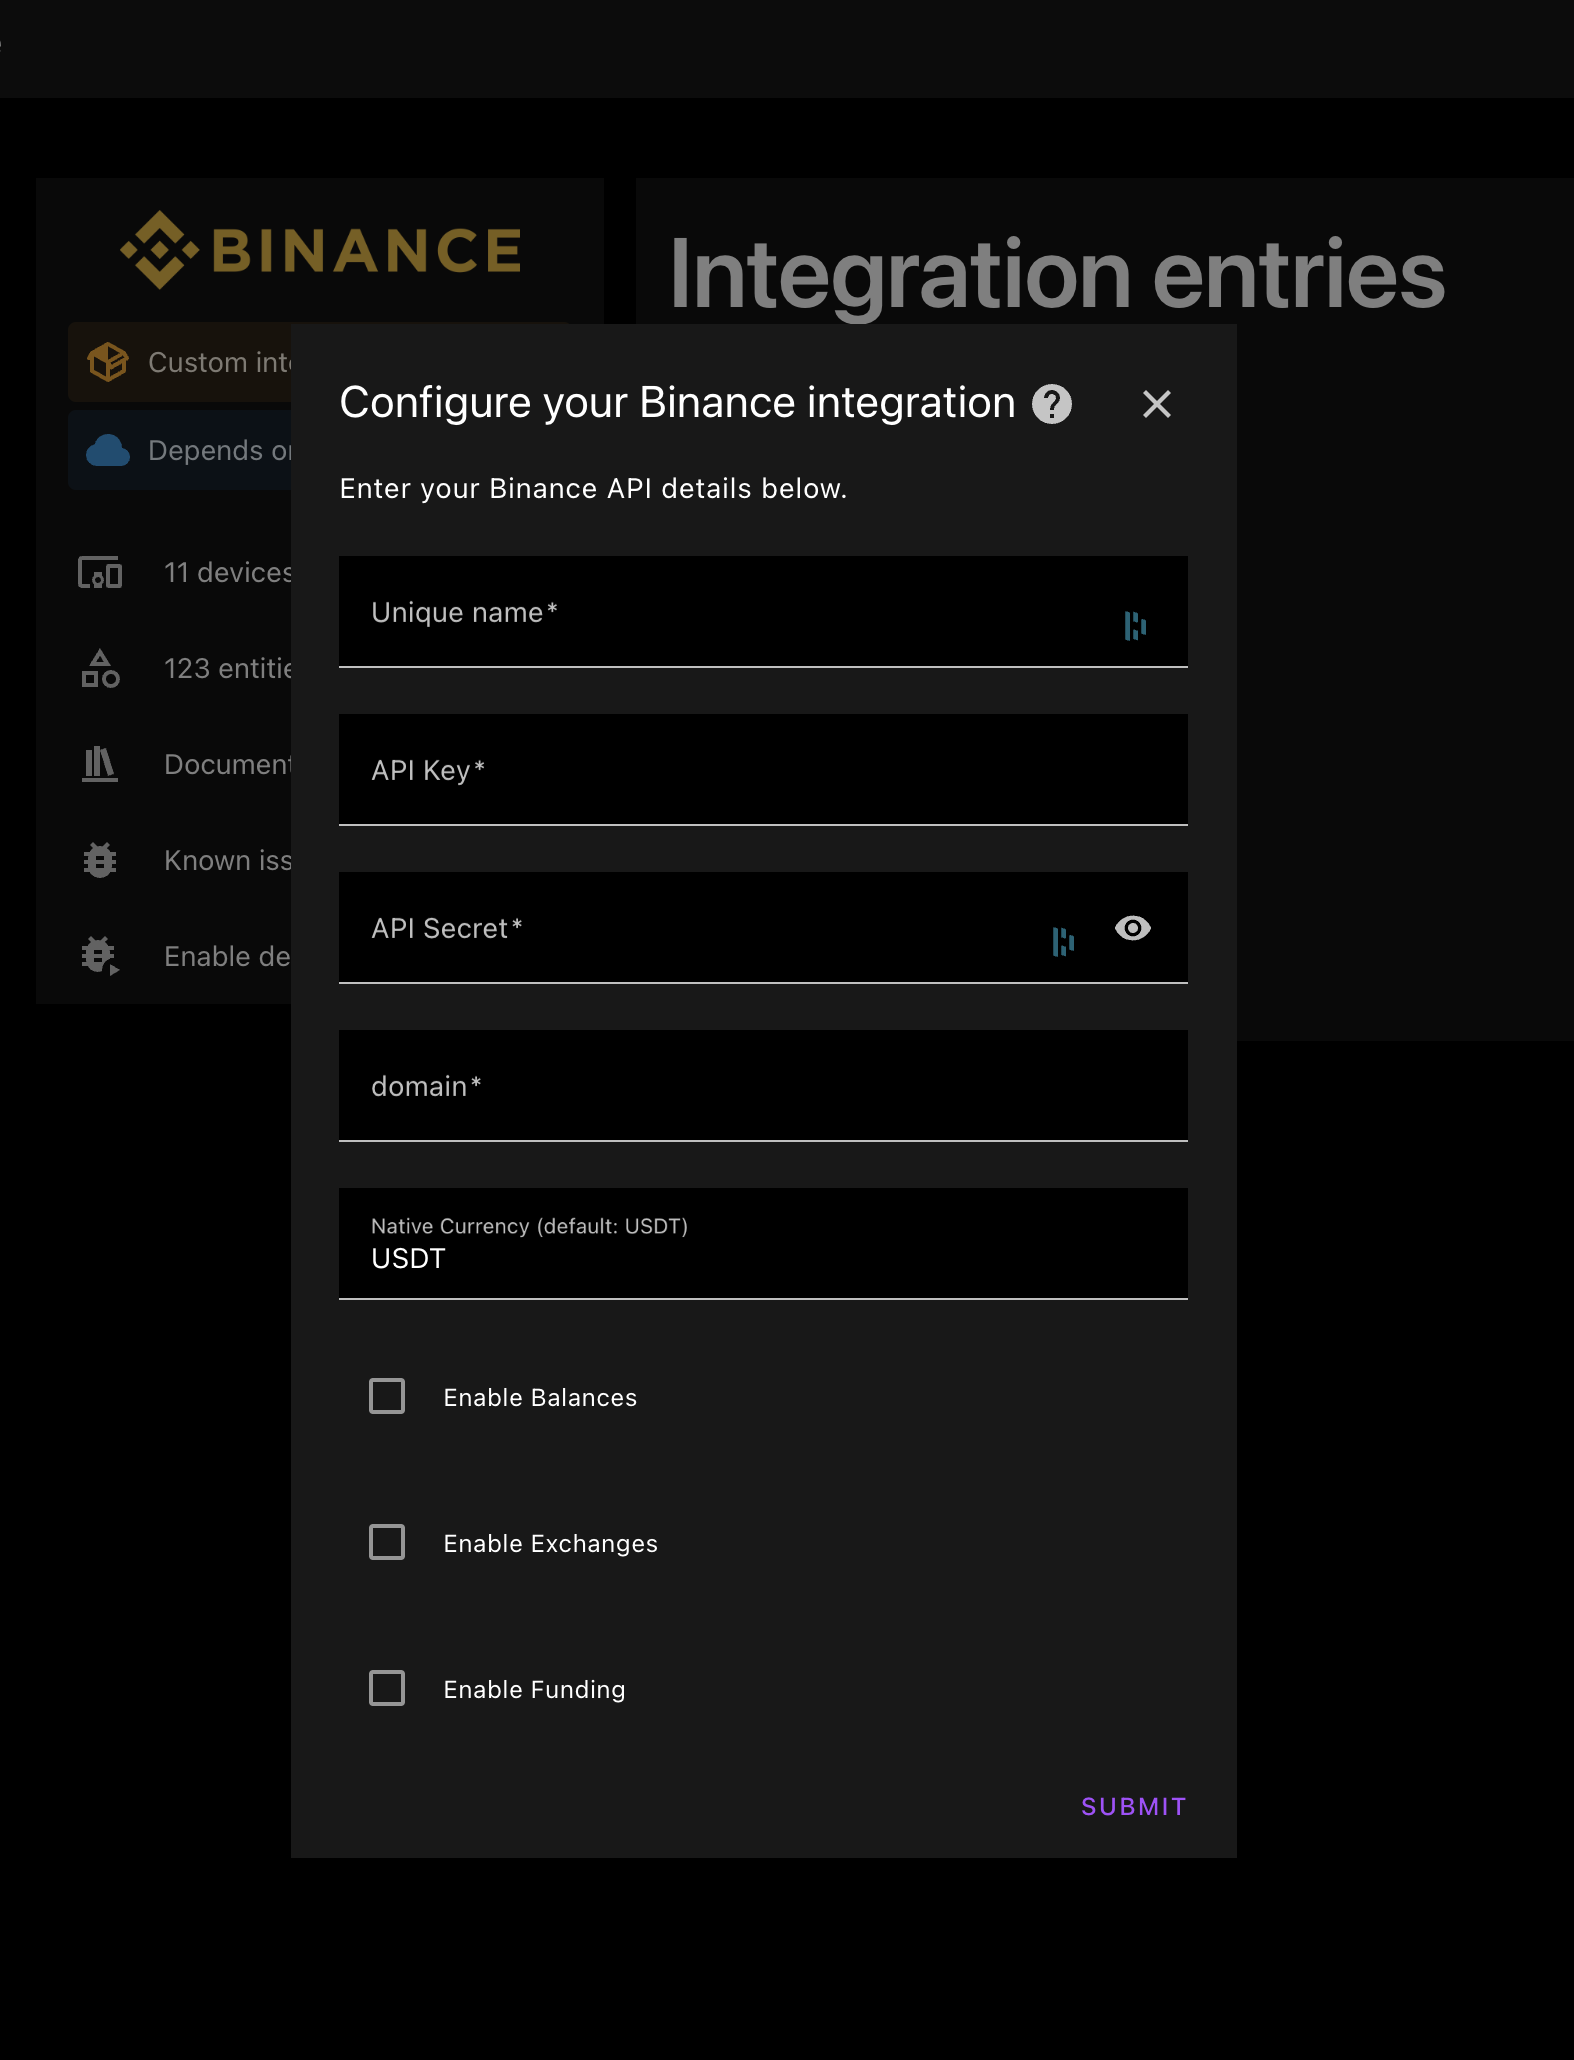 BINANCE
Integration entries
Custom inte
Depends on
11 devices
123 entitie
Document
Known iss
Enable de
Configure your Binance integration
Enter your Binance API details below.
Unique name*
API Key*
API Secret*
domain*
Native Currency (default: USDT)
USDT
Enable Balances
Enable Exchanges
Enable Funding
SUBMIT